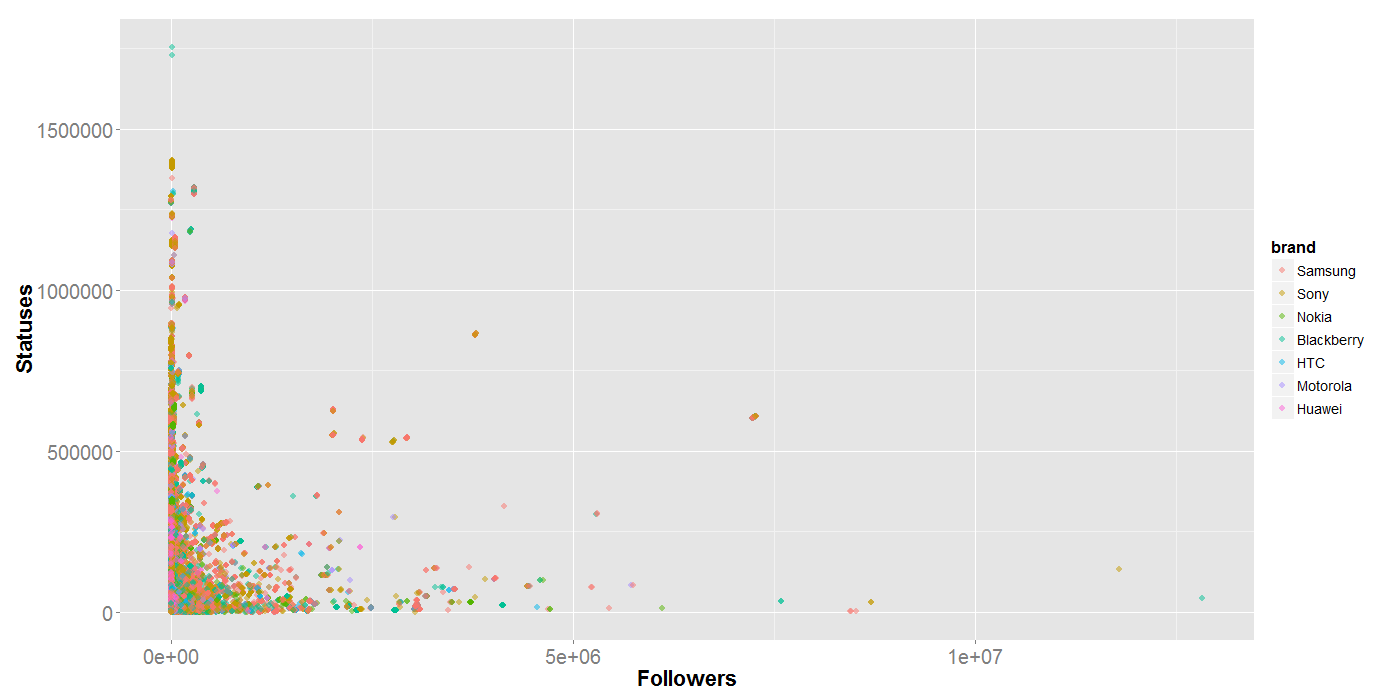 Statuses
1500000
1000000
500000
0
0e+00
5e+06
1e+07
Followers
brand
Samsung
Sony
Nokia
Blackberry
HTC
Motorola
Huawei